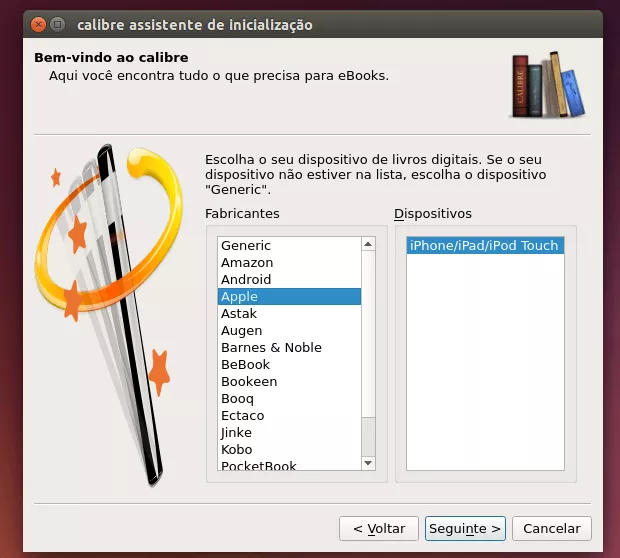 calibre assistente de inicialização
Bem-vindo ao calibre
Aqui você encontra tudo o que precisa para eBooks.
CALIBRE
Escolha o seu dispositivo de livros digitais. Se o seu
dispositivo não estiver na lista, escolha o dispositivo
"Generic".
Fabricantes
Dispositivos
Generic
Amazon
Android
Apple
Astak
Augen
Barnes & Noble
BeBook
Bookeen
Booq
Ectaco
Jinke
Kobo
PocketBook
iPhone/iPad/iPod Touch
< Voltar
Seguinte >
Cancelar